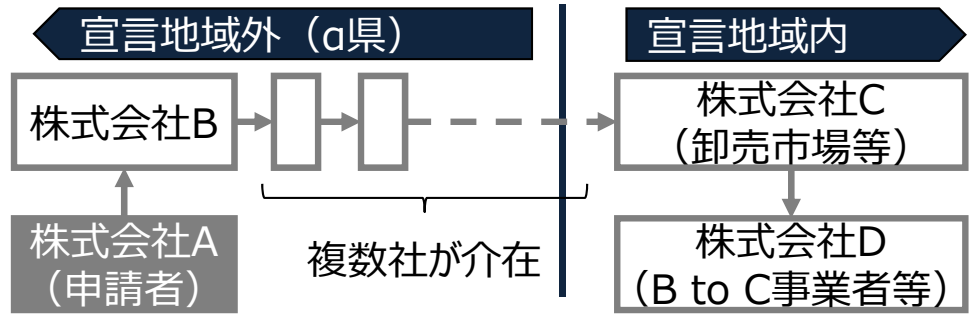 宣言地域外（α県）
宣言地域内
株式会社B
株式会社C
（卸売市場等）
株式会社A
（申請者）
複数社が介在
株式会社D
（B to C事業者等）